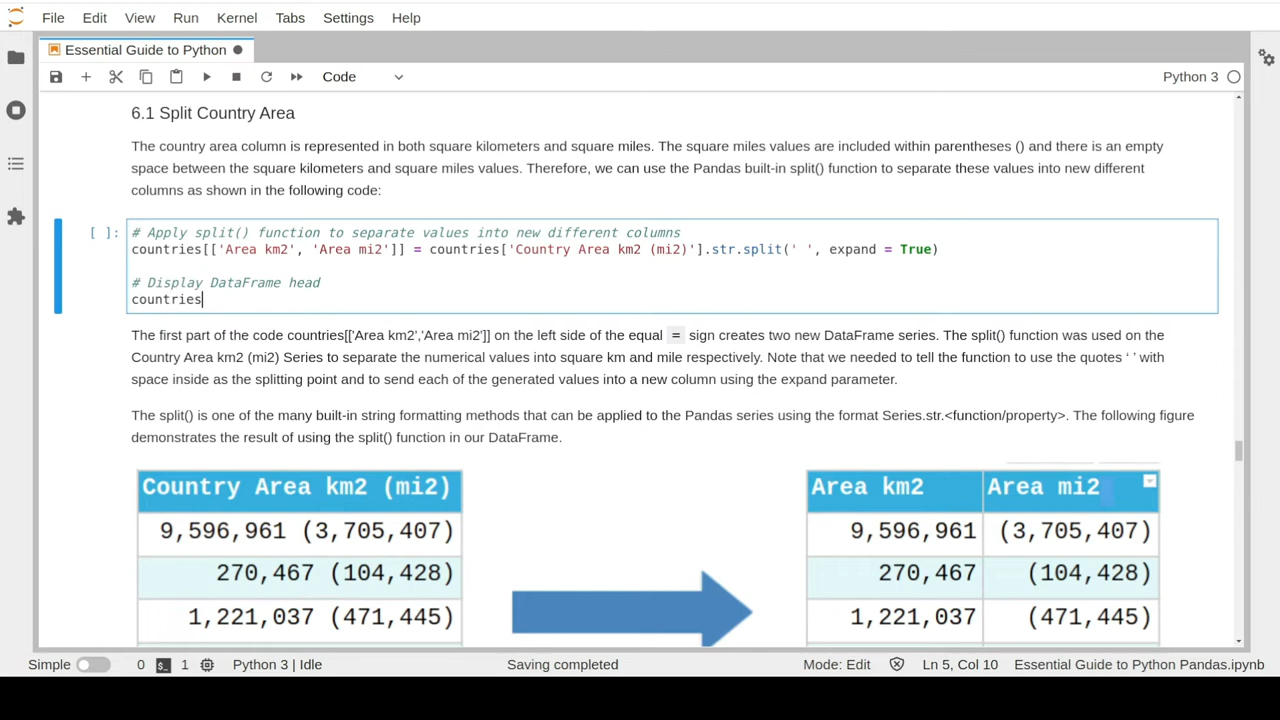 File Edit View Run Kernel Tabs Settings Help
Essential Guide to Python
Code
Python 3
6.1 Split Country Area
The country area column is represented in both square kilometers and square miles. The square miles values are included within parentheses () and there is an empty
space between the square kilometers and square miles values. Therefore, we can use the Pandas built-in split() function to separate these values into new different
columns as shown in the following code:
[ ]: # Apply split() function to separate values into new different columns
countries[['Area km2', 'Area mi2']] = countries['Country Area km2 (mi2)'].str.split(' ', expand = True)
# Display DataFrame head
countries
The first part of the code countries[['Area km2','Area mi2']] on the left side of the equal = sign creates two new DataFrame series. The split() function was used on the
Country Area km2 (mi2) Series to separate the numerical values into square km and mile respectively. Note that we needed to tell the function to use the quotes ‘ ’ with
space inside as the splitting point and to send each of the generated values into a new column using the expand parameter.
The split() is one of the many built-in string formatting methods that can be applied to the Pandas series using the format Series.str.<function/property>. The following figure
demonstrates the result of using the split() function in our DataFrame.
Country Area km2 (mi2) Area km2 Area mi2
9,596,961 (3,705,407) 9,596,961 (3,705,407)
270,467 (104,428) 270,467 (104,428)
1,221,037 (471,445) 1,221,037 (471,445)
Simple 0 1 Python 3 | Idle Saving completed Mode: Edit Ln 5, Col 10 Essential Guide to Python Pandas.ipynb